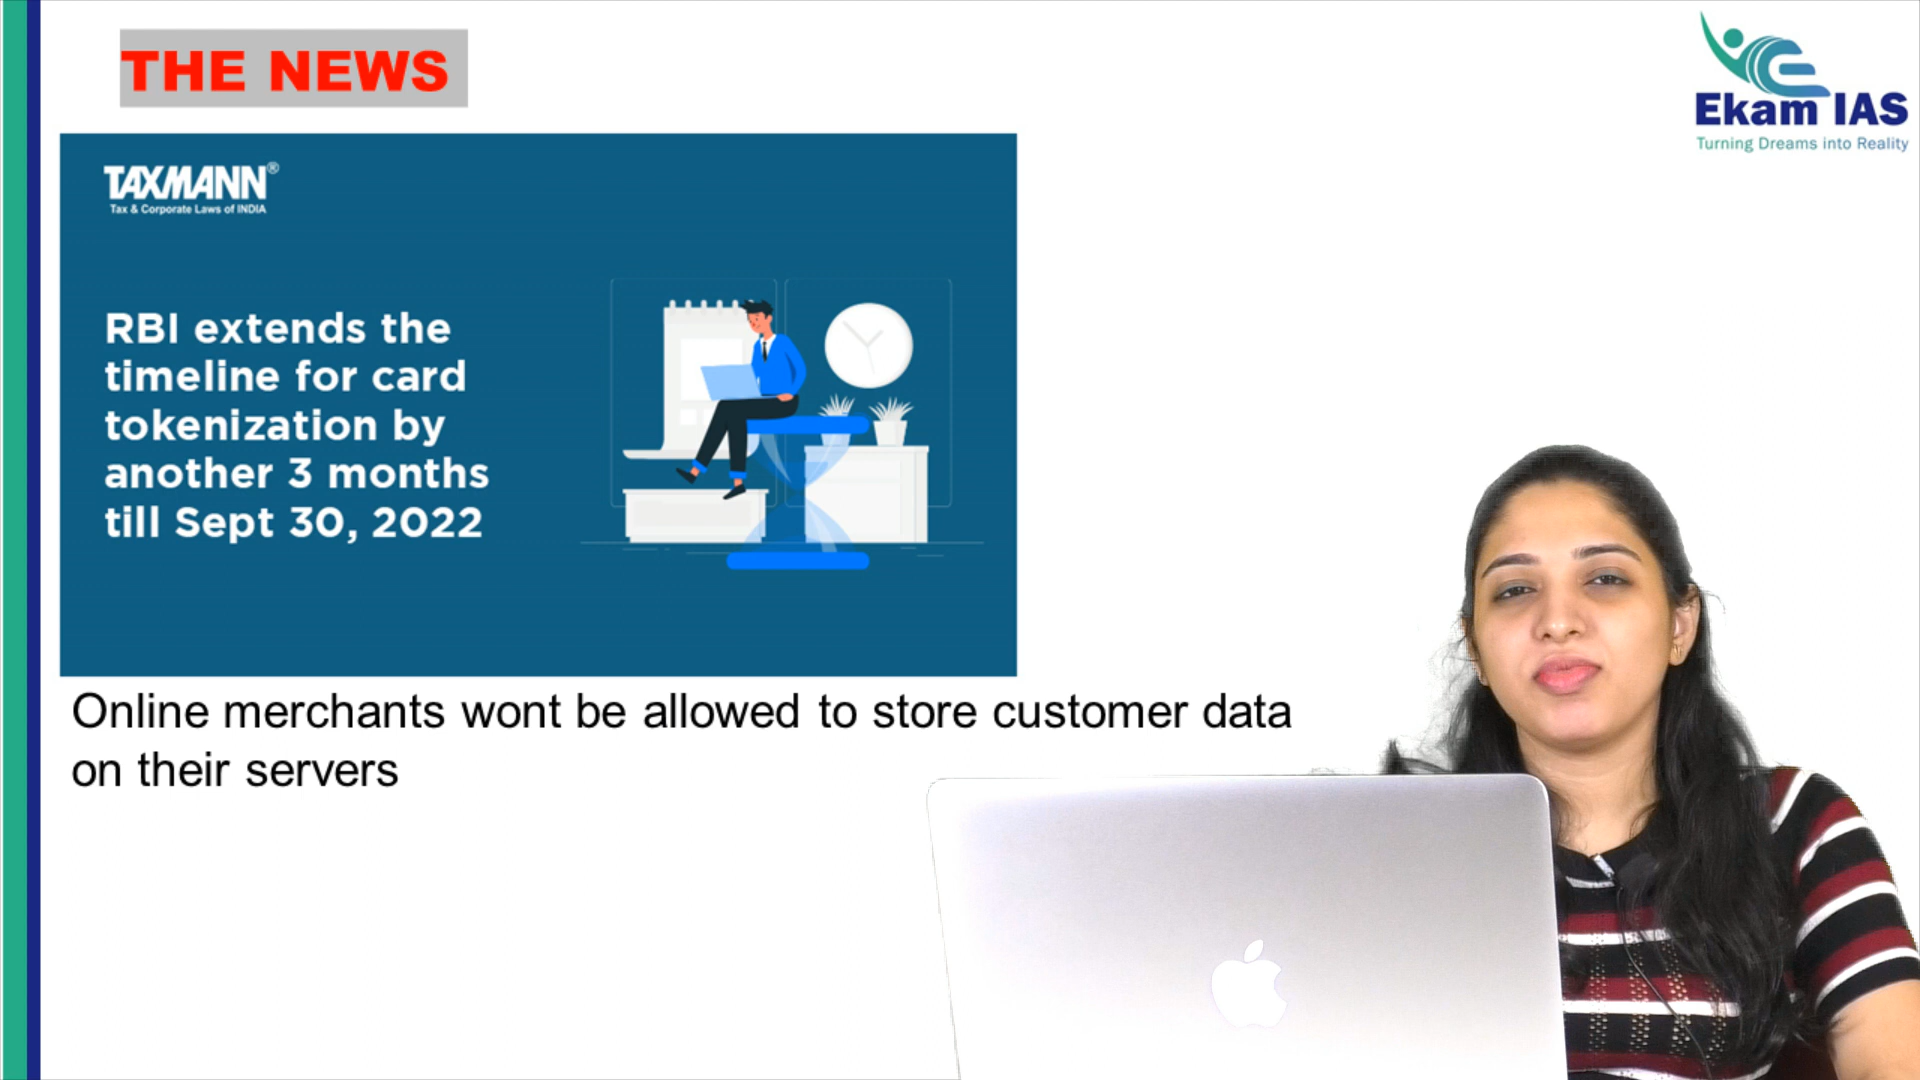 THE NEWS
Ekam IAS
Turning Dreams into Reality
TAXMANN®
Tax & Corporate Laws of INDIA
RBI extends the
timeline for card
tokenization by
another 3 months
till Sept 30, 2022
Online merchants wont be allowed to store customer data
on their servers